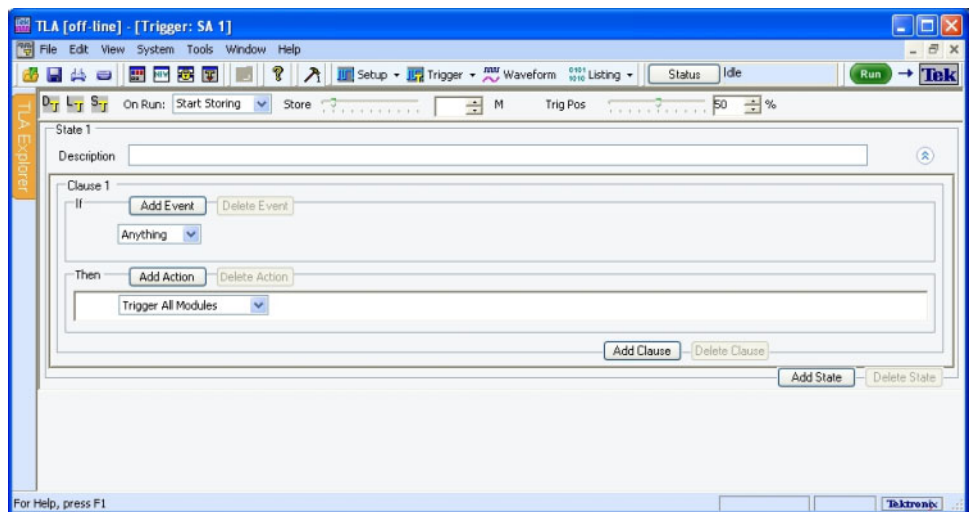 TLA [off-line] - [Trigger: SA 1]
File Edit View System Tools Window Help
Setup Trigger Waveform Listing Status Idle Run Tek
On Run: Start Storing Store M Trig Pos 50 %
TLA Explorer
State 1
Description
Clause 1
If Add Event Delete Event
Anything
Then Add Action Delete Action
Trigger All Modules
Add Clause Delete Clause
Add State Delete State
For Help, press F1 Tektronix